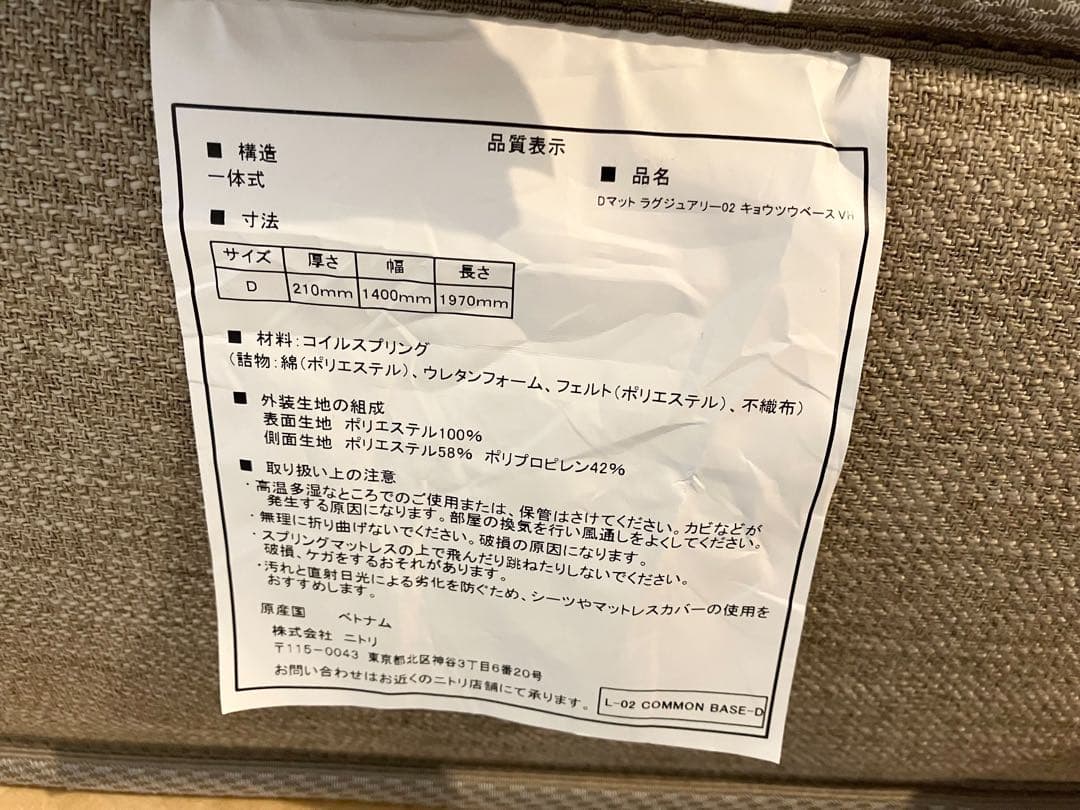 品質表示
■ 構造
一体式
■ 品名
Dマット ラグジュアリー02 キョウツウベース Vh
■ 寸法
サイズ 厚さ 幅 長さ
D 210mm 1400mm 1970mm
■ 材料：コイルスプリング
（詰物：綿（ポリエステル）、ウレタンフォーム、フェルト（ポリエステル）、不織布）
■ 外装生地の組成
表面生地 ポリエステル100%
側面生地 ポリエステル58% ポリプロピレン42%
■ 取り扱い上の注意
・高温多湿なところでのご使用または、保管はさけてください。カビなどが
発生する原因になります。部屋の換気を行い風通しをよくしてください。
・無理に折り曲げないでください。破損の原因になります。
・スプリングマットレスの上で飛んだり跳ねたりしないでください。
破損、ケガをするおそれがあります。
・汚れと直射日光による劣化を防ぐため、シーツやマットレスカバーの使用を
おすすめします。
原産国 ベトナム
株式会社 ニトリ
〒115-0043 東京都北区神谷3丁目6番20号
お問い合わせはお近くのニトリ店舗にて承ります。
L-02 COMMON BASE-D